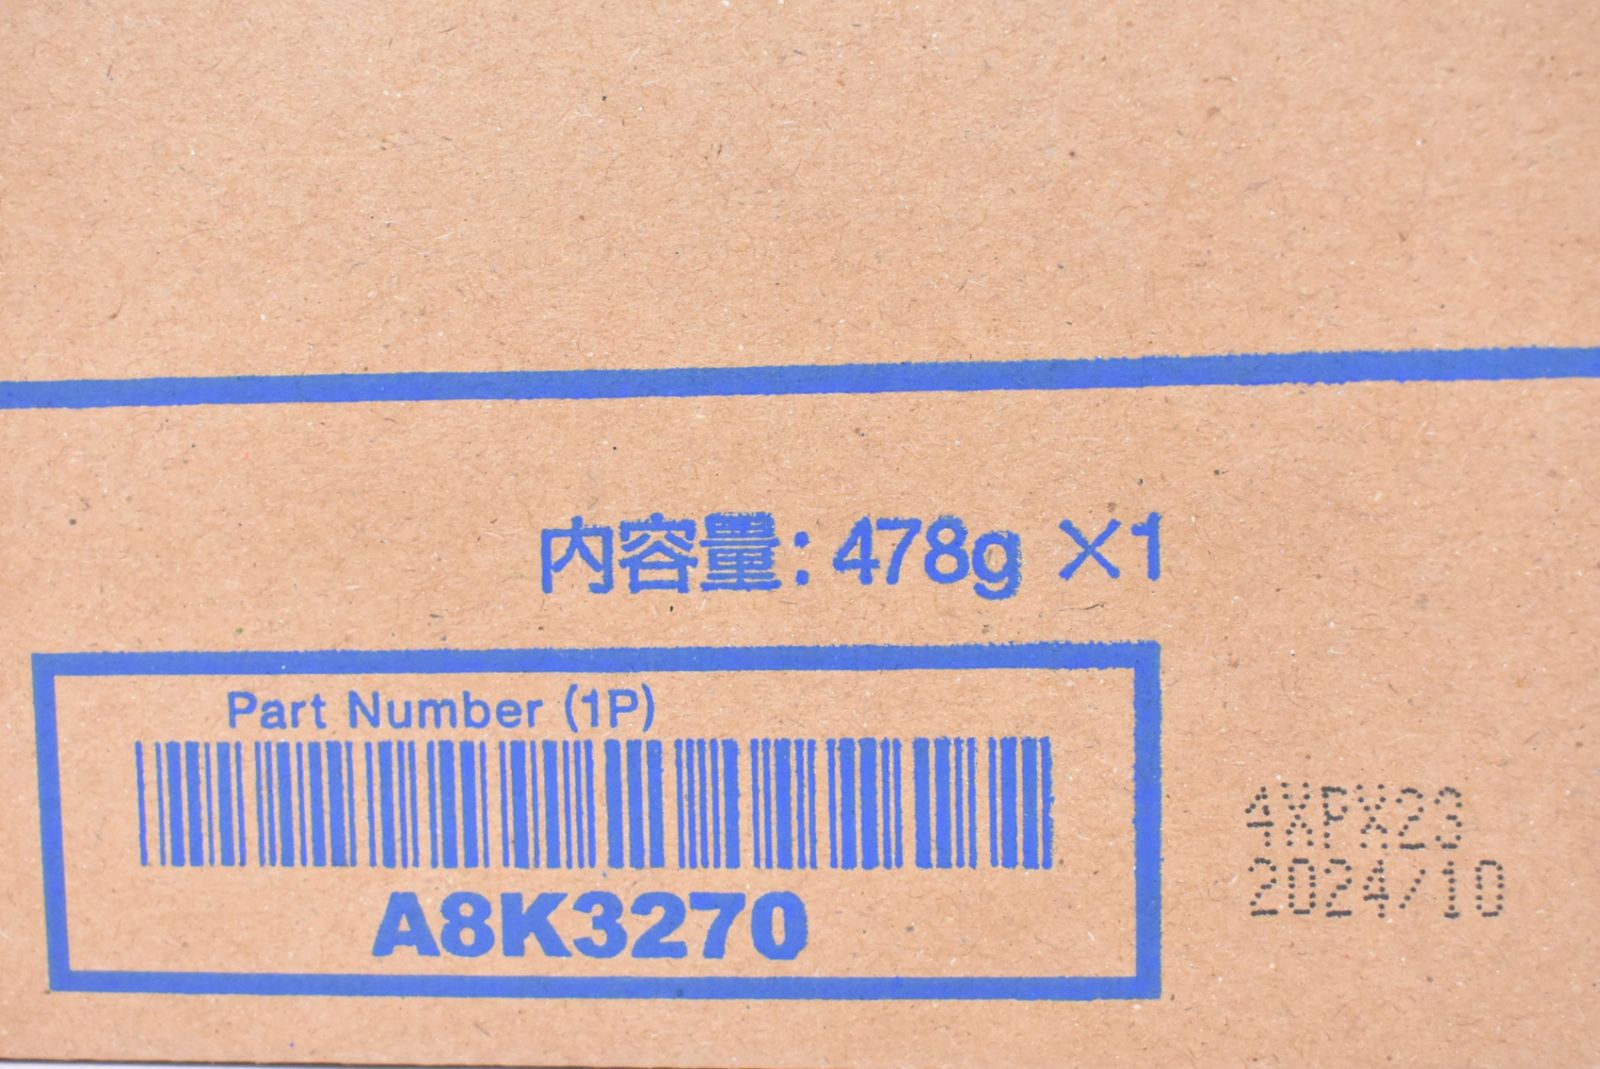 内容量:478g ×1
Part Number (1P)
A8K3270
4XPX23
2024/10